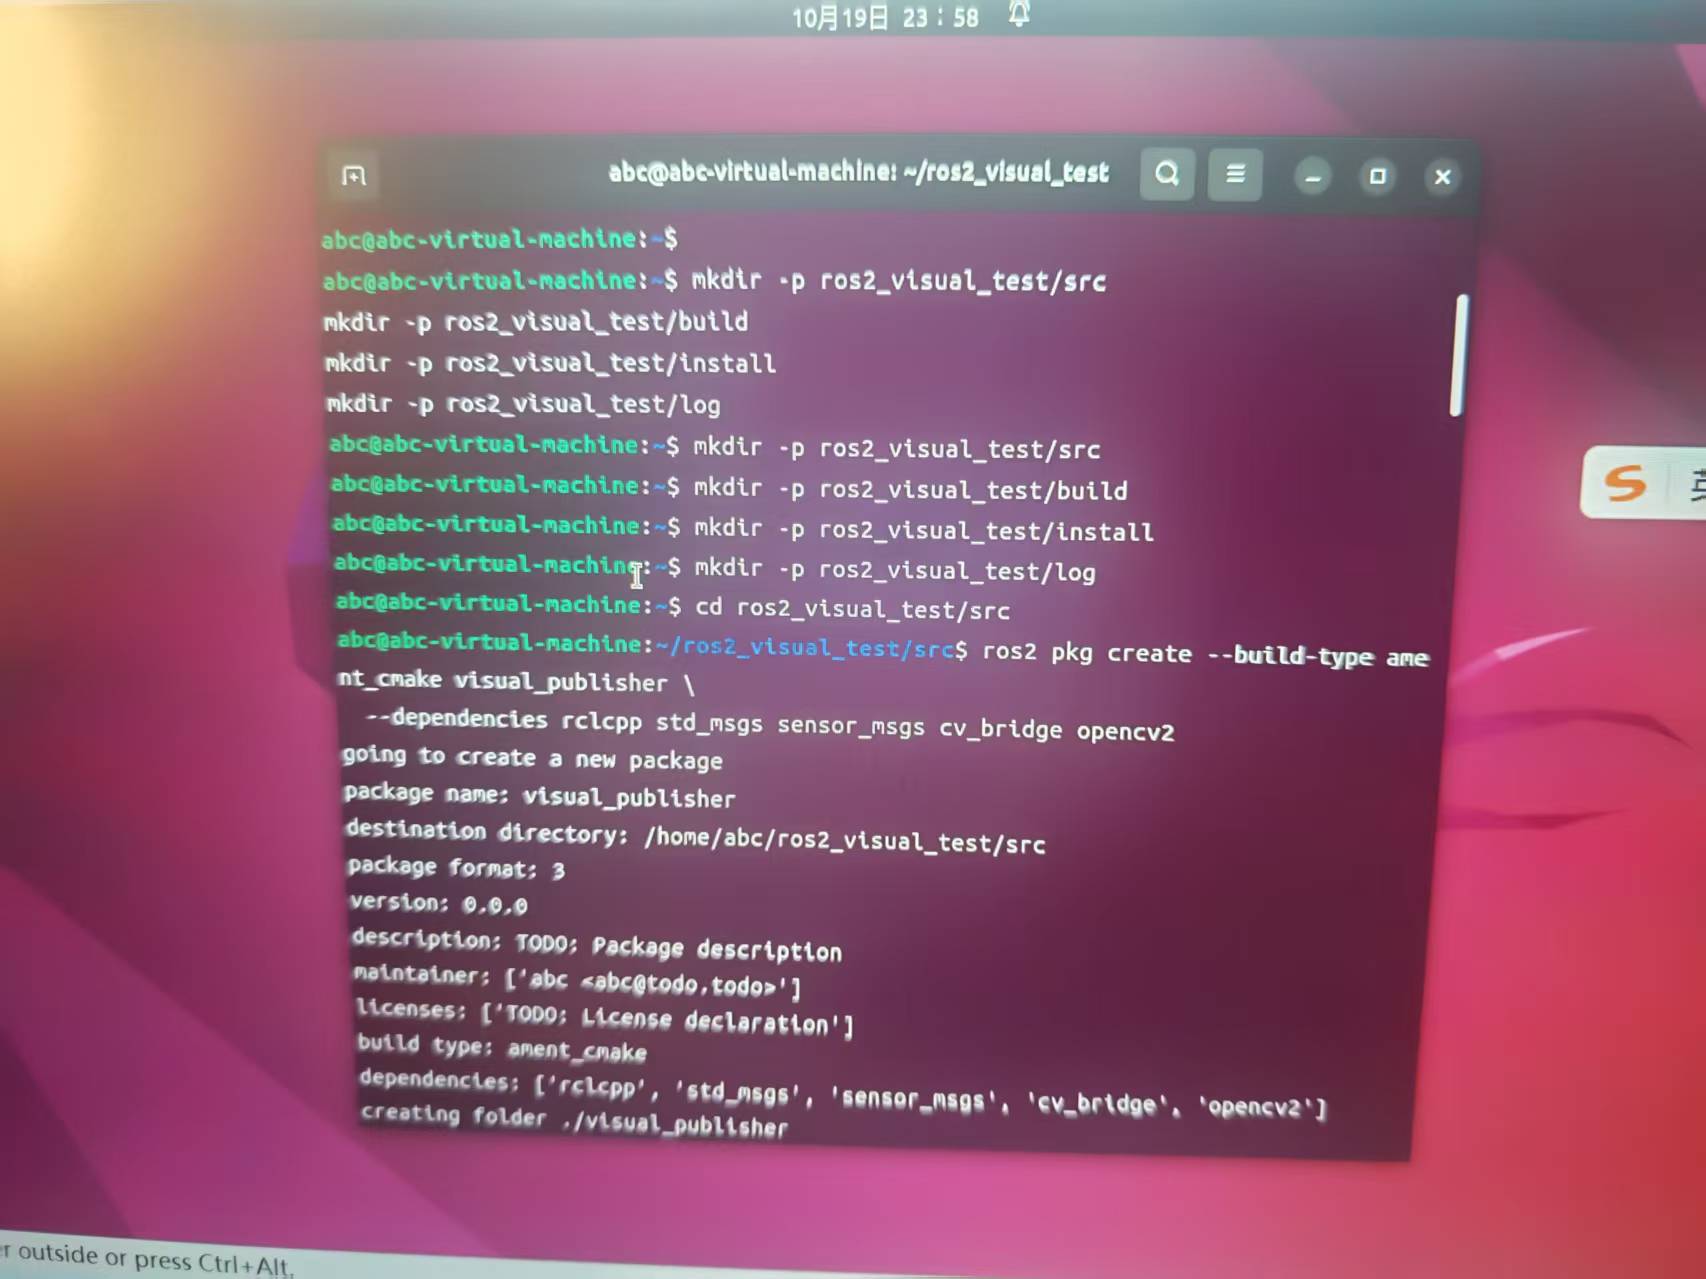 10月19日 23：58
abc@abc-virtual-machine: ~/ros2_visual_test
abc@abc-virtual-machine:~$
abc@abc-virtual-machine:~$ mkdir -p ros2_visual_test/src
mkdir -p ros2_visual_test/build
mkdir -p ros2_visual_test/install
mkdir -p ros2_visual_test/log
abc@abc-virtual-machine:~$ mkdir -p ros2_visual_test/src
abc@abc-virtual-machine:~$ mkdir -p ros2_visual_test/build
abc@abc-virtual-machine:~$ mkdir -p ros2_visual_test/install
abc@abc-virtual-machine:~$ mkdir -p ros2_visual_test/log
abc@abc-virtual-machine:~$ cd ros2_visual_test/src
abc@abc-virtual-machine:~/ros2_visual_test/src$ ros2 pkg create --build-type ame
nt_cmake visual_publisher \
  --dependencies rclcpp std_msgs sensor_msgs cv_bridge opencv2
going to create a new package
package name: visual_publisher
destination directory: /home/abc/ros2_visual_test/src
package format: 3
version: 0.0.0
description: TODO: Package description
maintainer: ['abc <abc@todo.todo>']
licenses: ['TODO: License declaration']
build type: ament_cmake
dependencies: ['rclcpp', 'std_msgs', 'sensor_msgs', 'cv_bridge', 'opencv2']
creating folder ./visual_publisher
S 英
r outside or press Ctrl+Alt.